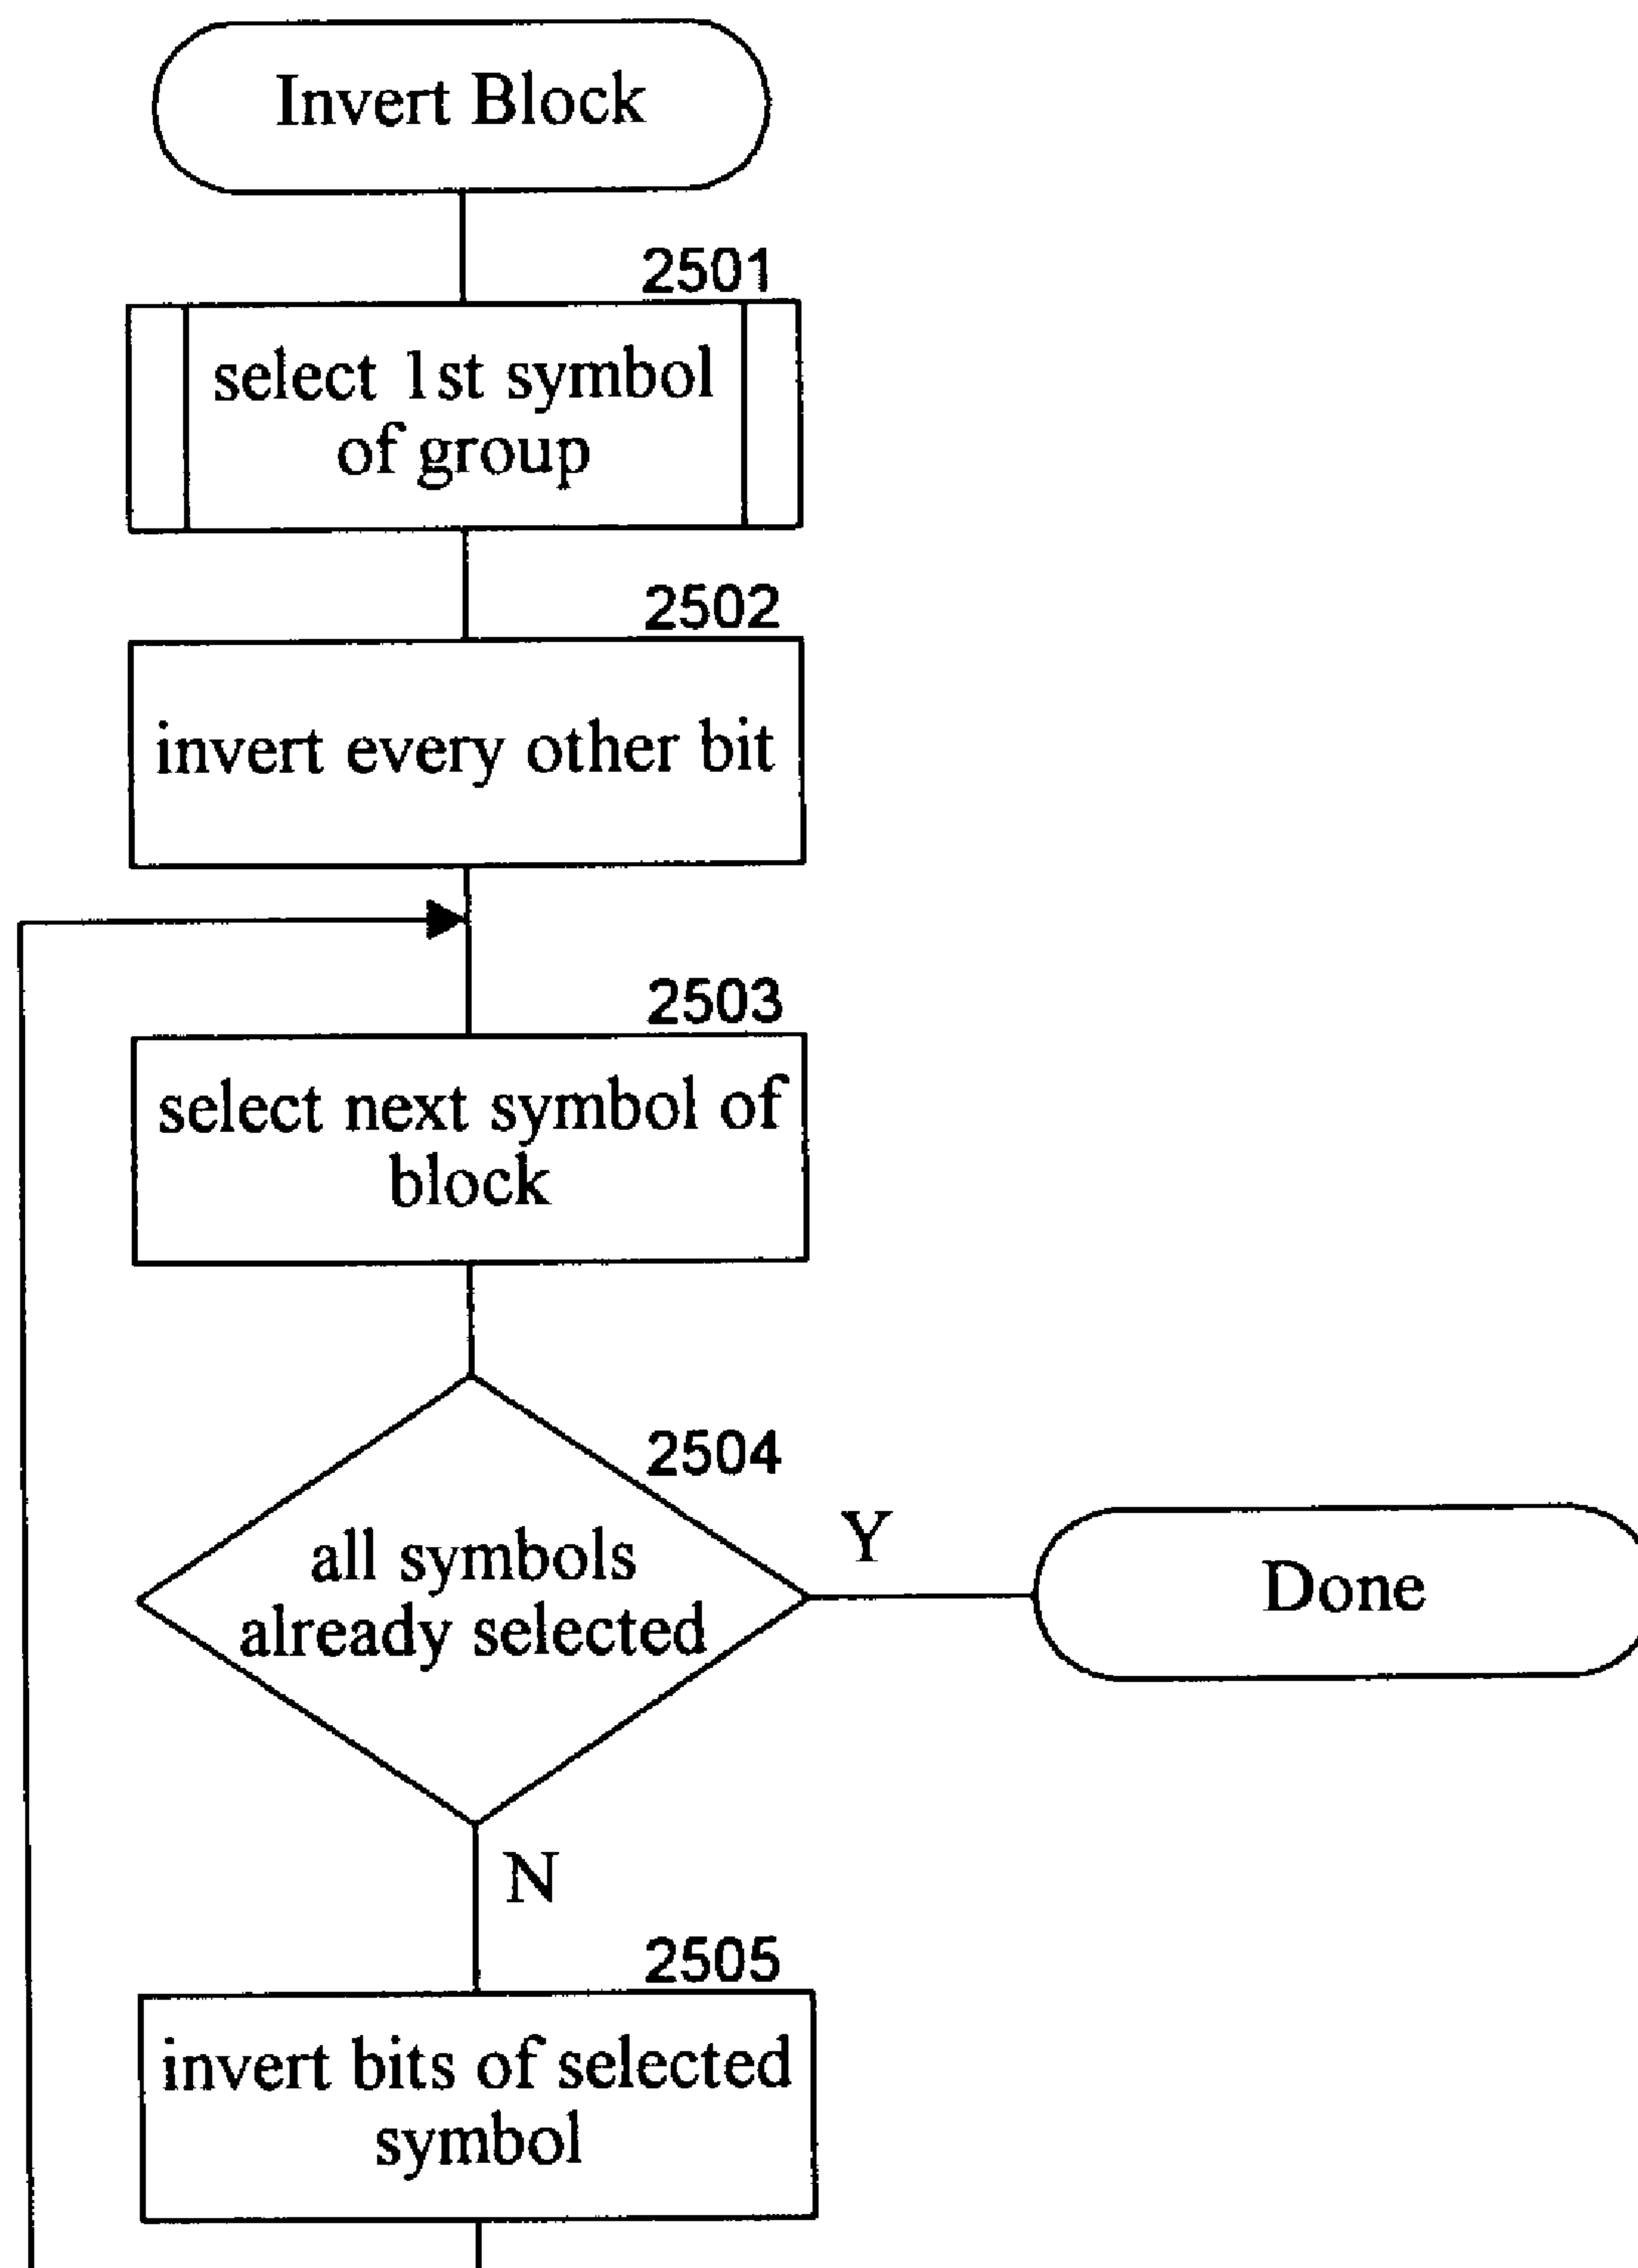 Invert Block
2501
select 1st symbol
of group
2502
invert every other bit
2503
select next symbol of
block
2504
all symbols
already selected
Y
Done
N
2505
invert bits of selected
symbol